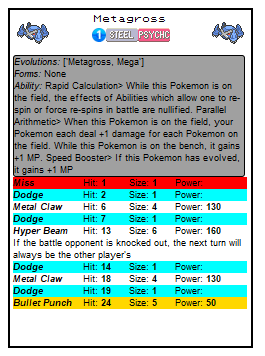 Metagross
1 STEEL PSYCHC
Evolutions: ['Metagross, Mega']
Forms: None
Ability: Rapid Calculation> While this Pokemon is on
the field, the effects of Abilities which allow one to re-
spin or force re-spins in battle are nullified. Parallel
Arithmetic> When this Pokemon is on the field, your
Pokemon each deal +1 damage for each Pokemon on
the field. While this Pokemon is on the bench, it gains
+1 MP. Speed Booster> If this Pokemon has evolved,
it gains +1 MP
Miss Hit: 1 Size: 1 Power:
Dodge Hit: 2 Size: 1 Power:
Metal Claw Hit: 6 Size: 4 Power: 130
Dodge Hit: 7 Size: 1 Power:
Hyper Beam Hit: 13 Size: 6 Power: 160
If the battle opponent is knocked out, the next turn will
always be the other player's
Dodge Hit: 14 Size: 1 Power:
Metal Claw Hit: 18 Size: 4 Power: 130
Dodge Hit: 19 Size: 1 Power:
Bullet Punch Hit: 24 Size: 5 Power: 50